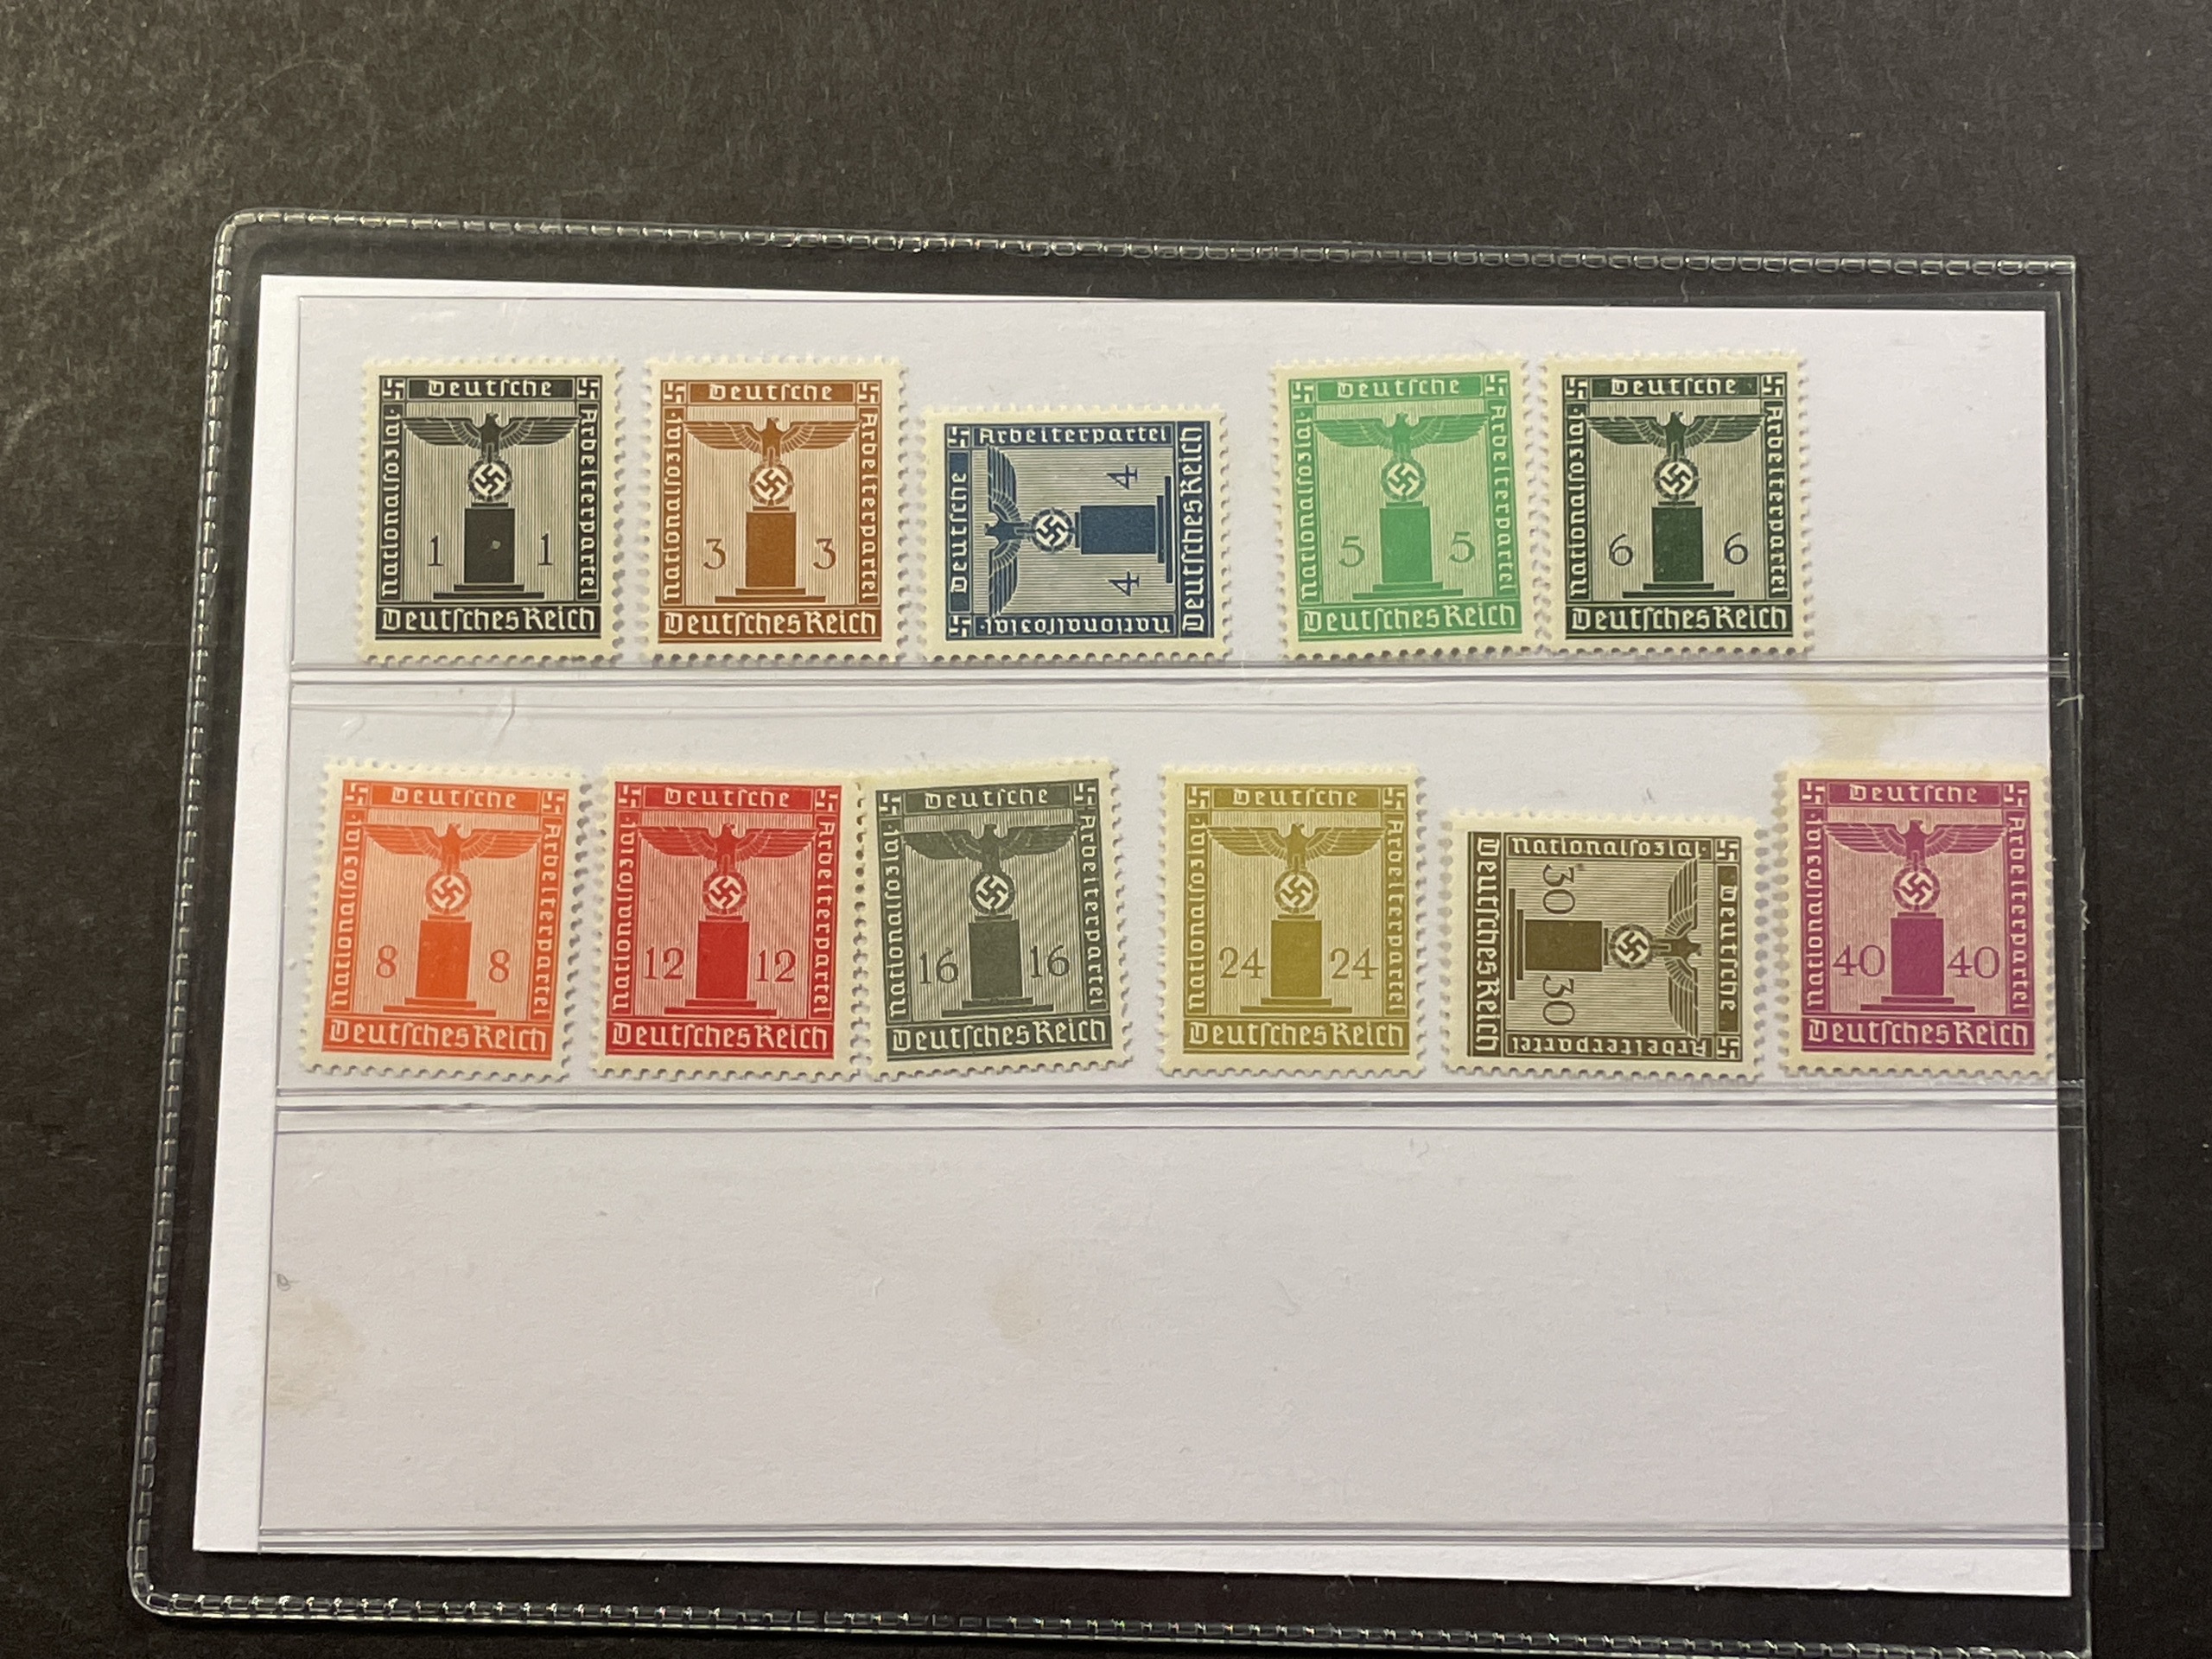 Deutſche
Nationalſozial.
Arbeiterpartei
1 1
Deutſches Reich
Deutſche
Nationalſozial.
Arbeiterpartei
3 3
Deutſches Reich
Deutſche
Nationalſozial.
Arbeiterpartei
4 4
Deutſches Reich
Deutſche
Nationalſozial.
Arbeiterpartei
5 5
Deutſches Reich
Deutſche
Nationalſozial.
Arbeiterpartei
6 6
Deutſches Reich
Deutſche
Nationalſozial.
Arbeiterpartei
8 8
Deutſches Reich
Deutſche
Nationalſozial.
Arbeiterpartei
12 12
Deutſches Reich
Deutſche
Nationalſozial.
Arbeiterpartei
16 16
Deutſches Reich
Deutſche
Nationalſozial.
Arbeiterpartei
24 24
Deutſches Reich
Deutſche
Nationalſozial.
Arbeiterpartei
30 30
Deutſches Reich
Deutſche
Nationalſozial.
Arbeiterpartei
40 40
Deutſches Reich